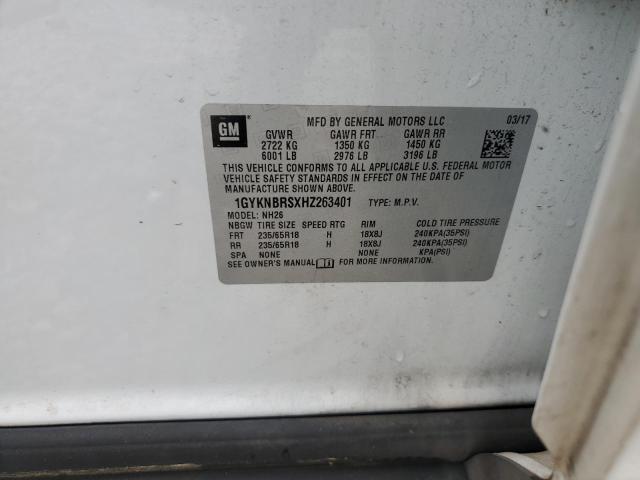 GM
MFD BY GENERAL MOTORS LLC 03/17
GVWR GAWR FRT GAWR RR
2722 KG 1350 KG 1450 KG
6001 LB 2976 LB 3196 LB
THIS VEHICLE CONFORMS TO ALL APPLICABLE U.S. FEDERAL MOTOR
VEHICLE SAFETY STANDARDS IN EFFECT ON THE DATE OF
MANUFACTURE SHOWN ABOVE.
1GYKNBRSXHZ263401 TYPE: M.P.V.
MODEL: NH26
NBGW TIRE SIZE SPEED RTG RIM COLD TIRE PRESSURE
FRT 235/65R18 H 18X8J 240KPA(35PSI)
RR 235/65R18 H 18X8J 240KPA(35PSI)
SPA NONE NONE KPA(PSI)
SEE OWNER'S MANUAL FOR MORE INFORMATION.